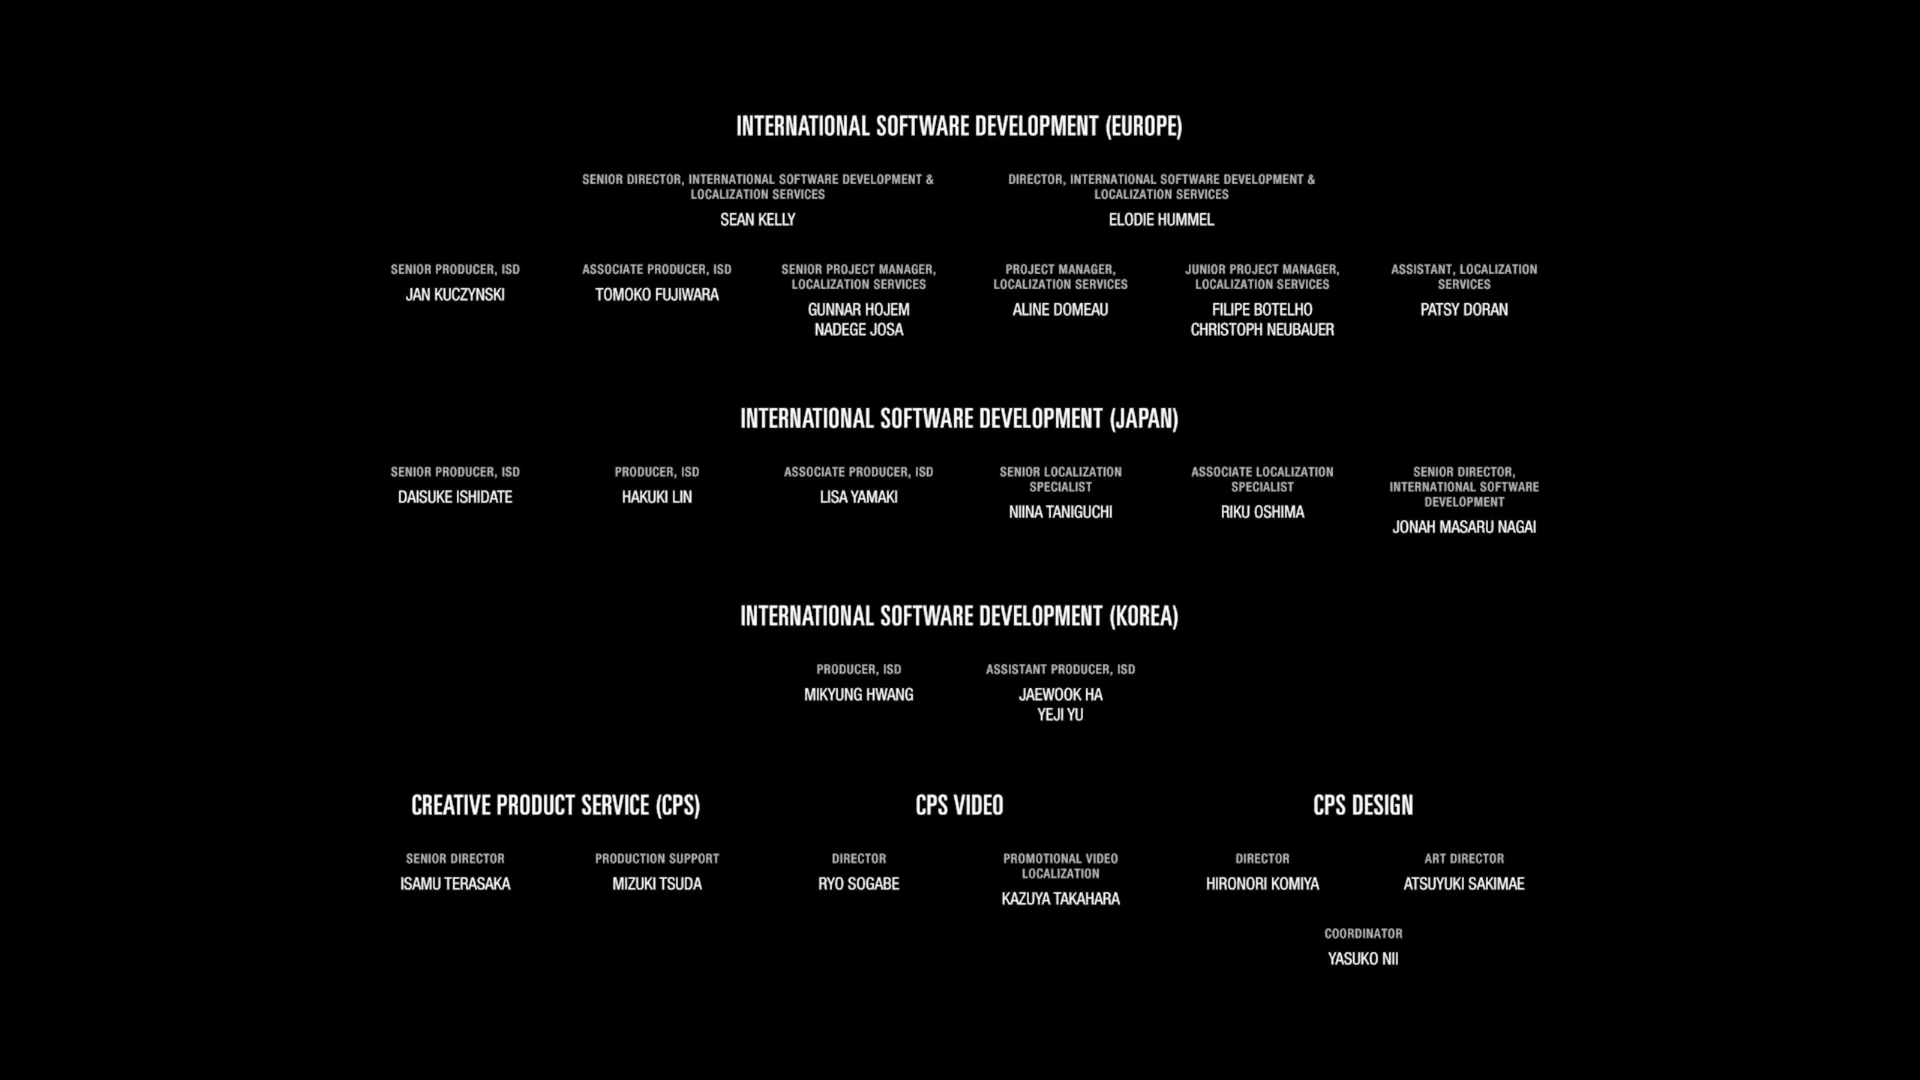 INTERNATIONAL SOFTWARE DEVELOPMENT (EUROPE)
SENIOR DIRECTOR, INTERNATIONAL SOFTWARE DEVELOPMENT &
LOCALIZATION SERVICES
SEAN KELLY
DIRECTOR, INTERNATIONAL SOFTWARE DEVELOPMENT &
LOCALIZATION SERVICES
ELODIE HUMMEL
SENIOR PRODUCER, ISD
JAN KUCZYNSKI
ASSOCIATE PRODUCER, ISD
TOMOKO FUJIWARA
SENIOR PROJECT MANAGER,
LOCALIZATION SERVICES
GUNNAR HOJEM
NADEGE JOSA
PROJECT MANAGER,
LOCALIZATION SERVICES
ALINE DOMEAU
JUNIOR PROJECT MANAGER,
LOCALIZATION SERVICES
FILIPE BOTELHO
CHRISTOPH NEUBAUER
ASSISTANT, LOCALIZATION
SERVICES
PATSY DORAN
INTERNATIONAL SOFTWARE DEVELOPMENT (JAPAN)
SENIOR PRODUCER, ISD
DAISUKE ISHIDATE
PRODUCER, ISD
HAKUKI LIN
ASSOCIATE PRODUCER, ISD
LISA YAMAKI
SENIOR LOCALIZATION
SPECIALIST
NIINA TANIGUCHI
ASSOCIATE LOCALIZATION
SPECIALIST
RIKU OSHIMA
SENIOR DIRECTOR,
INTERNATIONAL SOFTWARE
DEVELOPMENT
JONAH MASARU NAGAI
INTERNATIONAL SOFTWARE DEVELOPMENT (KOREA)
PRODUCER, ISD
MIKYUNG HWANG
ASSISTANT PRODUCER, ISD
JAEWOOK HA
YEJI YU
CREATIVE PRODUCT SERVICE (CPS)
SENIOR DIRECTOR
ISAMU TERASAKA
PRODUCTION SUPPORT
MIZUKI TSUDA
CPS VIDEO
DIRECTOR
RYO SOGABE
PROMOTIONAL VIDEO
LOCALIZATION
KAZUYA TAKAHARA
CPS DESIGN
DIRECTOR
HIRONORI KOMIYA
ART DIRECTOR
ATSUYUKI SAKIMAE
COORDINATOR
YASUKO NII